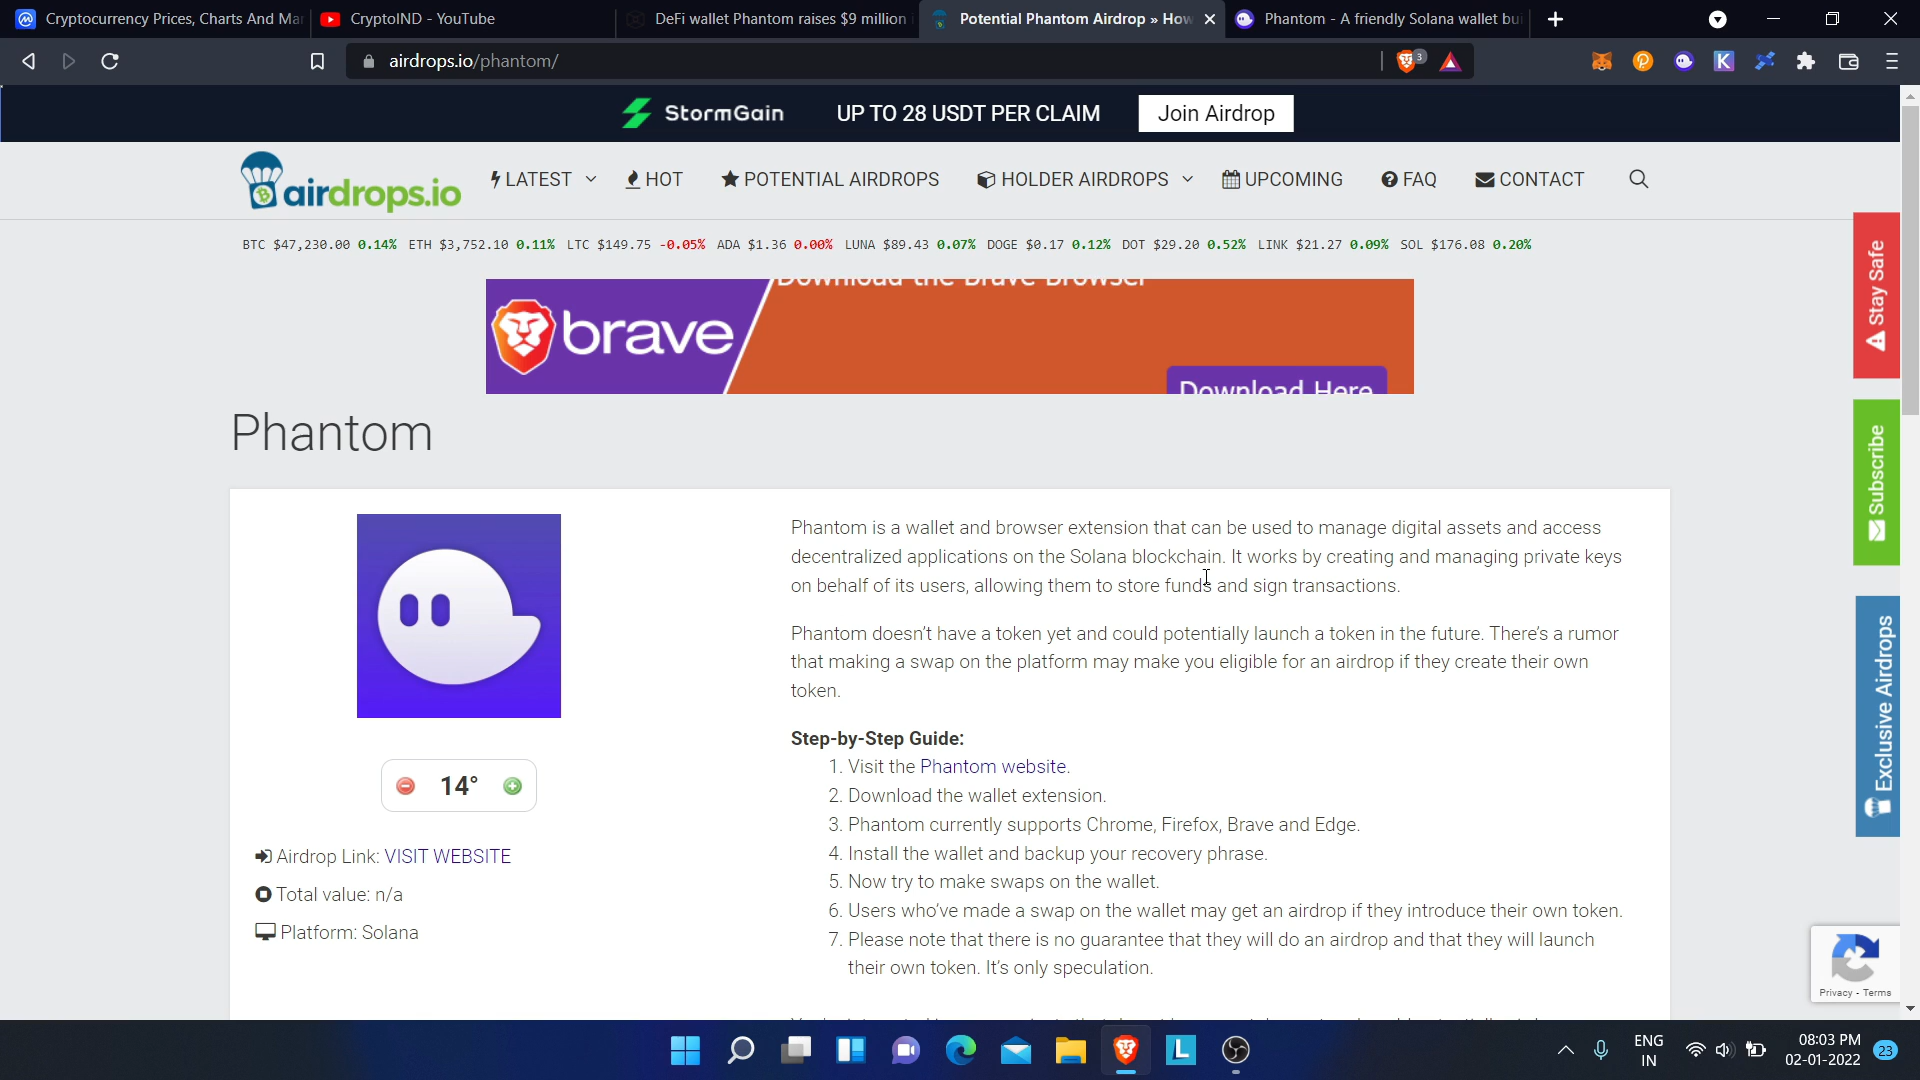 Cryptocurrency Prices, Charts And Ma
CryptoIND - YouTube
DeFi wallet Phantom raises $9 million
Potential Phantom Airdrop » How
Phantom - A friendly Solana wallet bu
airdrops.io/phantom/
3
StormGain
UP TO 28 USDT PER CLAIM
Join Airdrop
airdrops.io
LATEST
HOT
POTENTIAL AIRDROPS
HOLDER AIRDROPS
UPCOMING
FAQ
CONTACT
BTC $47,230.00 0.14% ETH $3,752.10 0.11% LTC $149.75 -0.05% ADA $1.36 0.00% LUNA $89.43 0.07% DOGE $0.17 0.12% DOT $29.20 0.52% LINK $21.27 0.09% SOL $176.08 0.20%
Stay Safe
brave
Download the Brave Browser
Download Here
Subscribe
Exclusive Airdrops
Phantom
Phantom is a wallet and browser extension that can be used to manage digital assets and access
decentralized applications on the Solana blockchain. It works by creating and managing private keys
on behalf of its users, allowing them to store funds and sign transactions.
Phantom doesn't have a token yet and could potentially launch a token in the future. There's a rumor
that making a swap on the platform may make you eligible for an airdrop if they create their own
token.
Step-by-Step Guide:
1. Visit the Phantom website.
2. Download the wallet extension.
3. Phantom currently supports Chrome, Firefox, Brave and Edge.
4. Install the wallet and backup your recovery phrase.
5. Now try to make swaps on the wallet.
6. Users who've made a swap on the wallet may get an airdrop if they introduce their own token.
7. Please note that there is no guarantee that they will do an airdrop and that they will launch
their own token. It's only speculation.
14°
Airdrop Link: VISIT WEBSITE
Total value: n/a
Platform: Solana
Privacy - Terms
ENG
IN
08:03 PM
02-01-2022
23